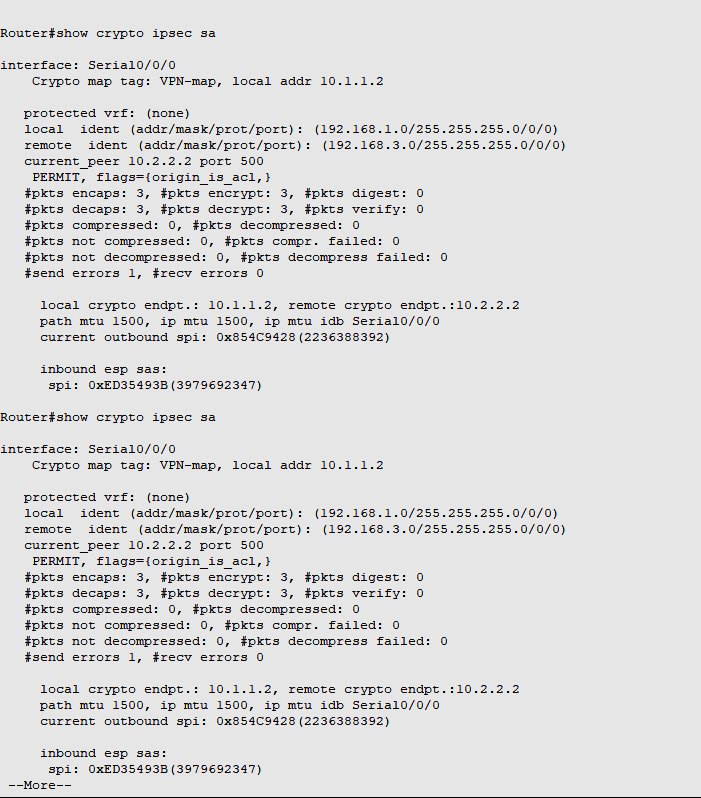 Router#show crypto ipsec sa
interface: Serial0/0/0
Crypto map tag: VPN-map, local addr 10.1.1.2
protected vrf: (none)
local  ident (addr/mask/prot/port): (192.168.1.0/255.255.255.0/0/0)
remote  ident (addr/mask/prot/port): (192.168.3.0/255.255.255.0/0/0)
current_peer 10.2.2.2 port 500
PERMIT, flags={origin_is_acl,}
#pkts encaps: 3, #pkts encrypt: 3, #pkts digest: 0
#pkts decaps: 3, #pkts decrypt: 3, #pkts verify: 0
#pkts compressed: 0, #pkts decompressed: 0
#pkts not compressed: 0, #pkts compr. failed: 0
#pkts not decompressed: 0, #pkts decompress failed: 0
#send errors 1, #recv errors 0
local crypto endpt.: 10.1.1.2, remote crypto endpt.:10.2.2.2
path mtu 1500, ip mtu 1500, ip mtu idb Serial0/0/0
current outbound spi: 0x854C9428(2236388392)
inbound esp sas:
spi: 0xED35493B(3979692347)
Router#show crypto ipsec sa
interface: Serial0/0/0
Crypto map tag: VPN-map, local addr 10.1.1.2
protected vrf: (none)
local  ident (addr/mask/prot/port): (192.168.1.0/255.255.255.0/0/0)
remote  ident (addr/mask/prot/port): (192.168.3.0/255.255.255.0/0/0)
current_peer 10.2.2.2 port 500
PERMIT, flags={origin_is_acl,}
#pkts encaps: 3, #pkts encrypt: 3, #pkts digest: 0
#pkts decaps: 3, #pkts decrypt: 3, #pkts verify: 0
#pkts compressed: 0, #pkts decompressed: 0
#pkts not compressed: 0, #pkts compr. failed: 0
#pkts not decompressed: 0, #pkts decompress failed: 0
#send errors 1, #recv errors 0
local crypto endpt.: 10.1.1.2, remote crypto endpt.:10.2.2.2
path mtu 1500, ip mtu 1500, ip mtu idb Serial0/0/0
current outbound spi: 0x854C9428(2236388392)
inbound esp sas:
spi: 0xED35493B(3979692347)
--More--